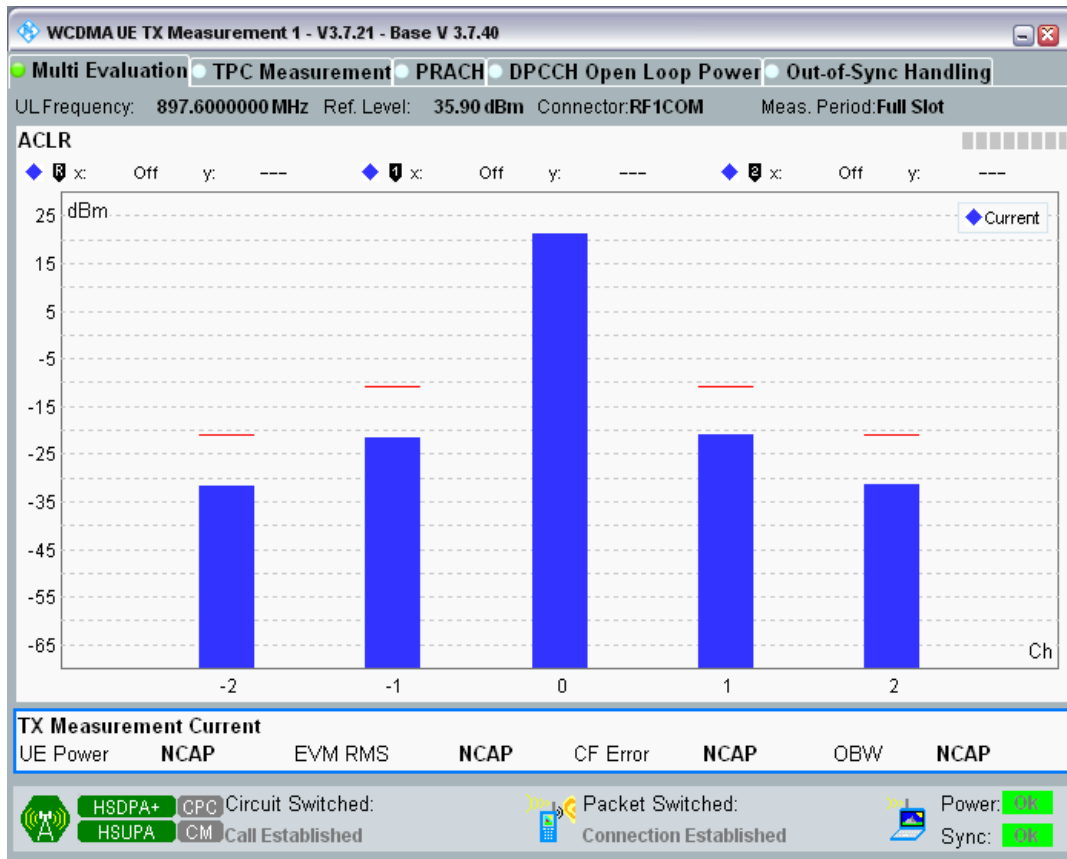 WCDMA UE TX Measurement 1 - V3.7.21 - Base V 3.7.40
Multi Evaluation TPC Measurement PRACH DPCCH Open Loop Power Out-of-Sync Handling
UL Frequency: 897.6000000 MHz Ref. Level: 35.90 dBm Connector:RF1COM Meas. Period:Full Slot
ACLR
R x: Off y: --- 1 x: Off y: --- 2 x: Off y: ---
dBm
Current
25
15
5
-5
-15
-25
-35
-45
-55
-65
Ch
-2 -1 0 1 2
TX Measurement Current
UE Power NCAP EVM RMS NCAP CF Error NCAP OBW NCAP
HSDPA+ CPC Circuit Switched: Packet Switched: Power: Ok
HSUPA CM Call Established Connection Established Sync: Ok